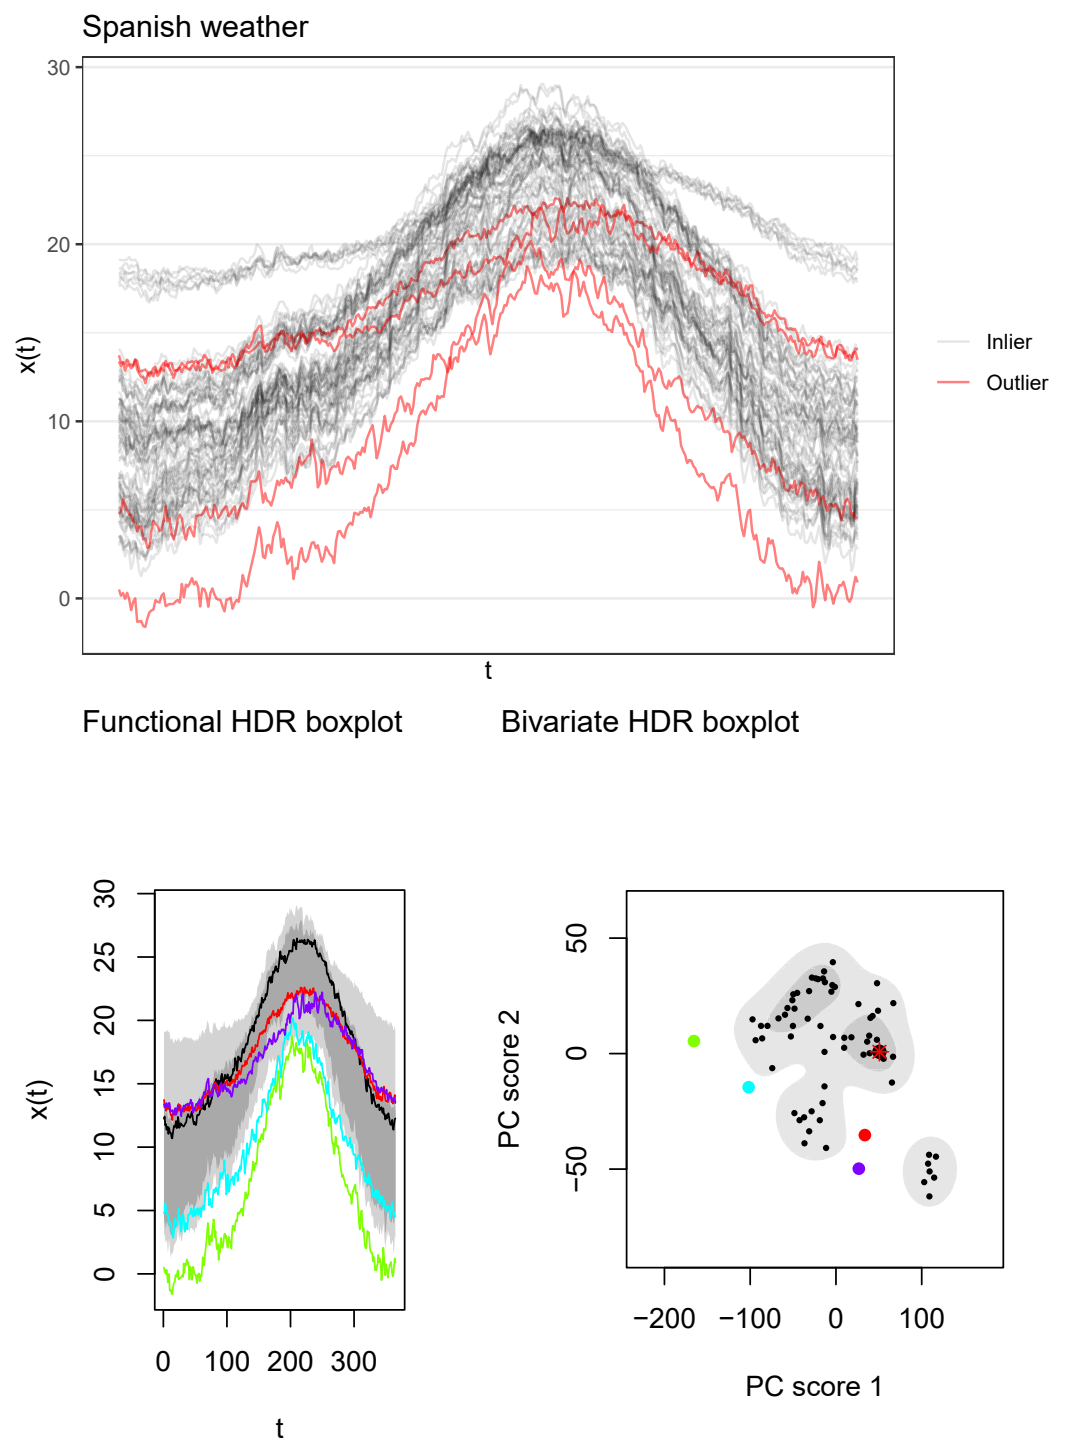 Spanish weather
30
20
10
0
x(t)
t
Inlier
Outlier
Functional HDR boxplot
Bivariate HDR boxplot
0
5
10
15
20
25
30
x(t)
0 100 200 300
t
50
0
−50
PC score 2
−200 −100 0 100
PC score 1